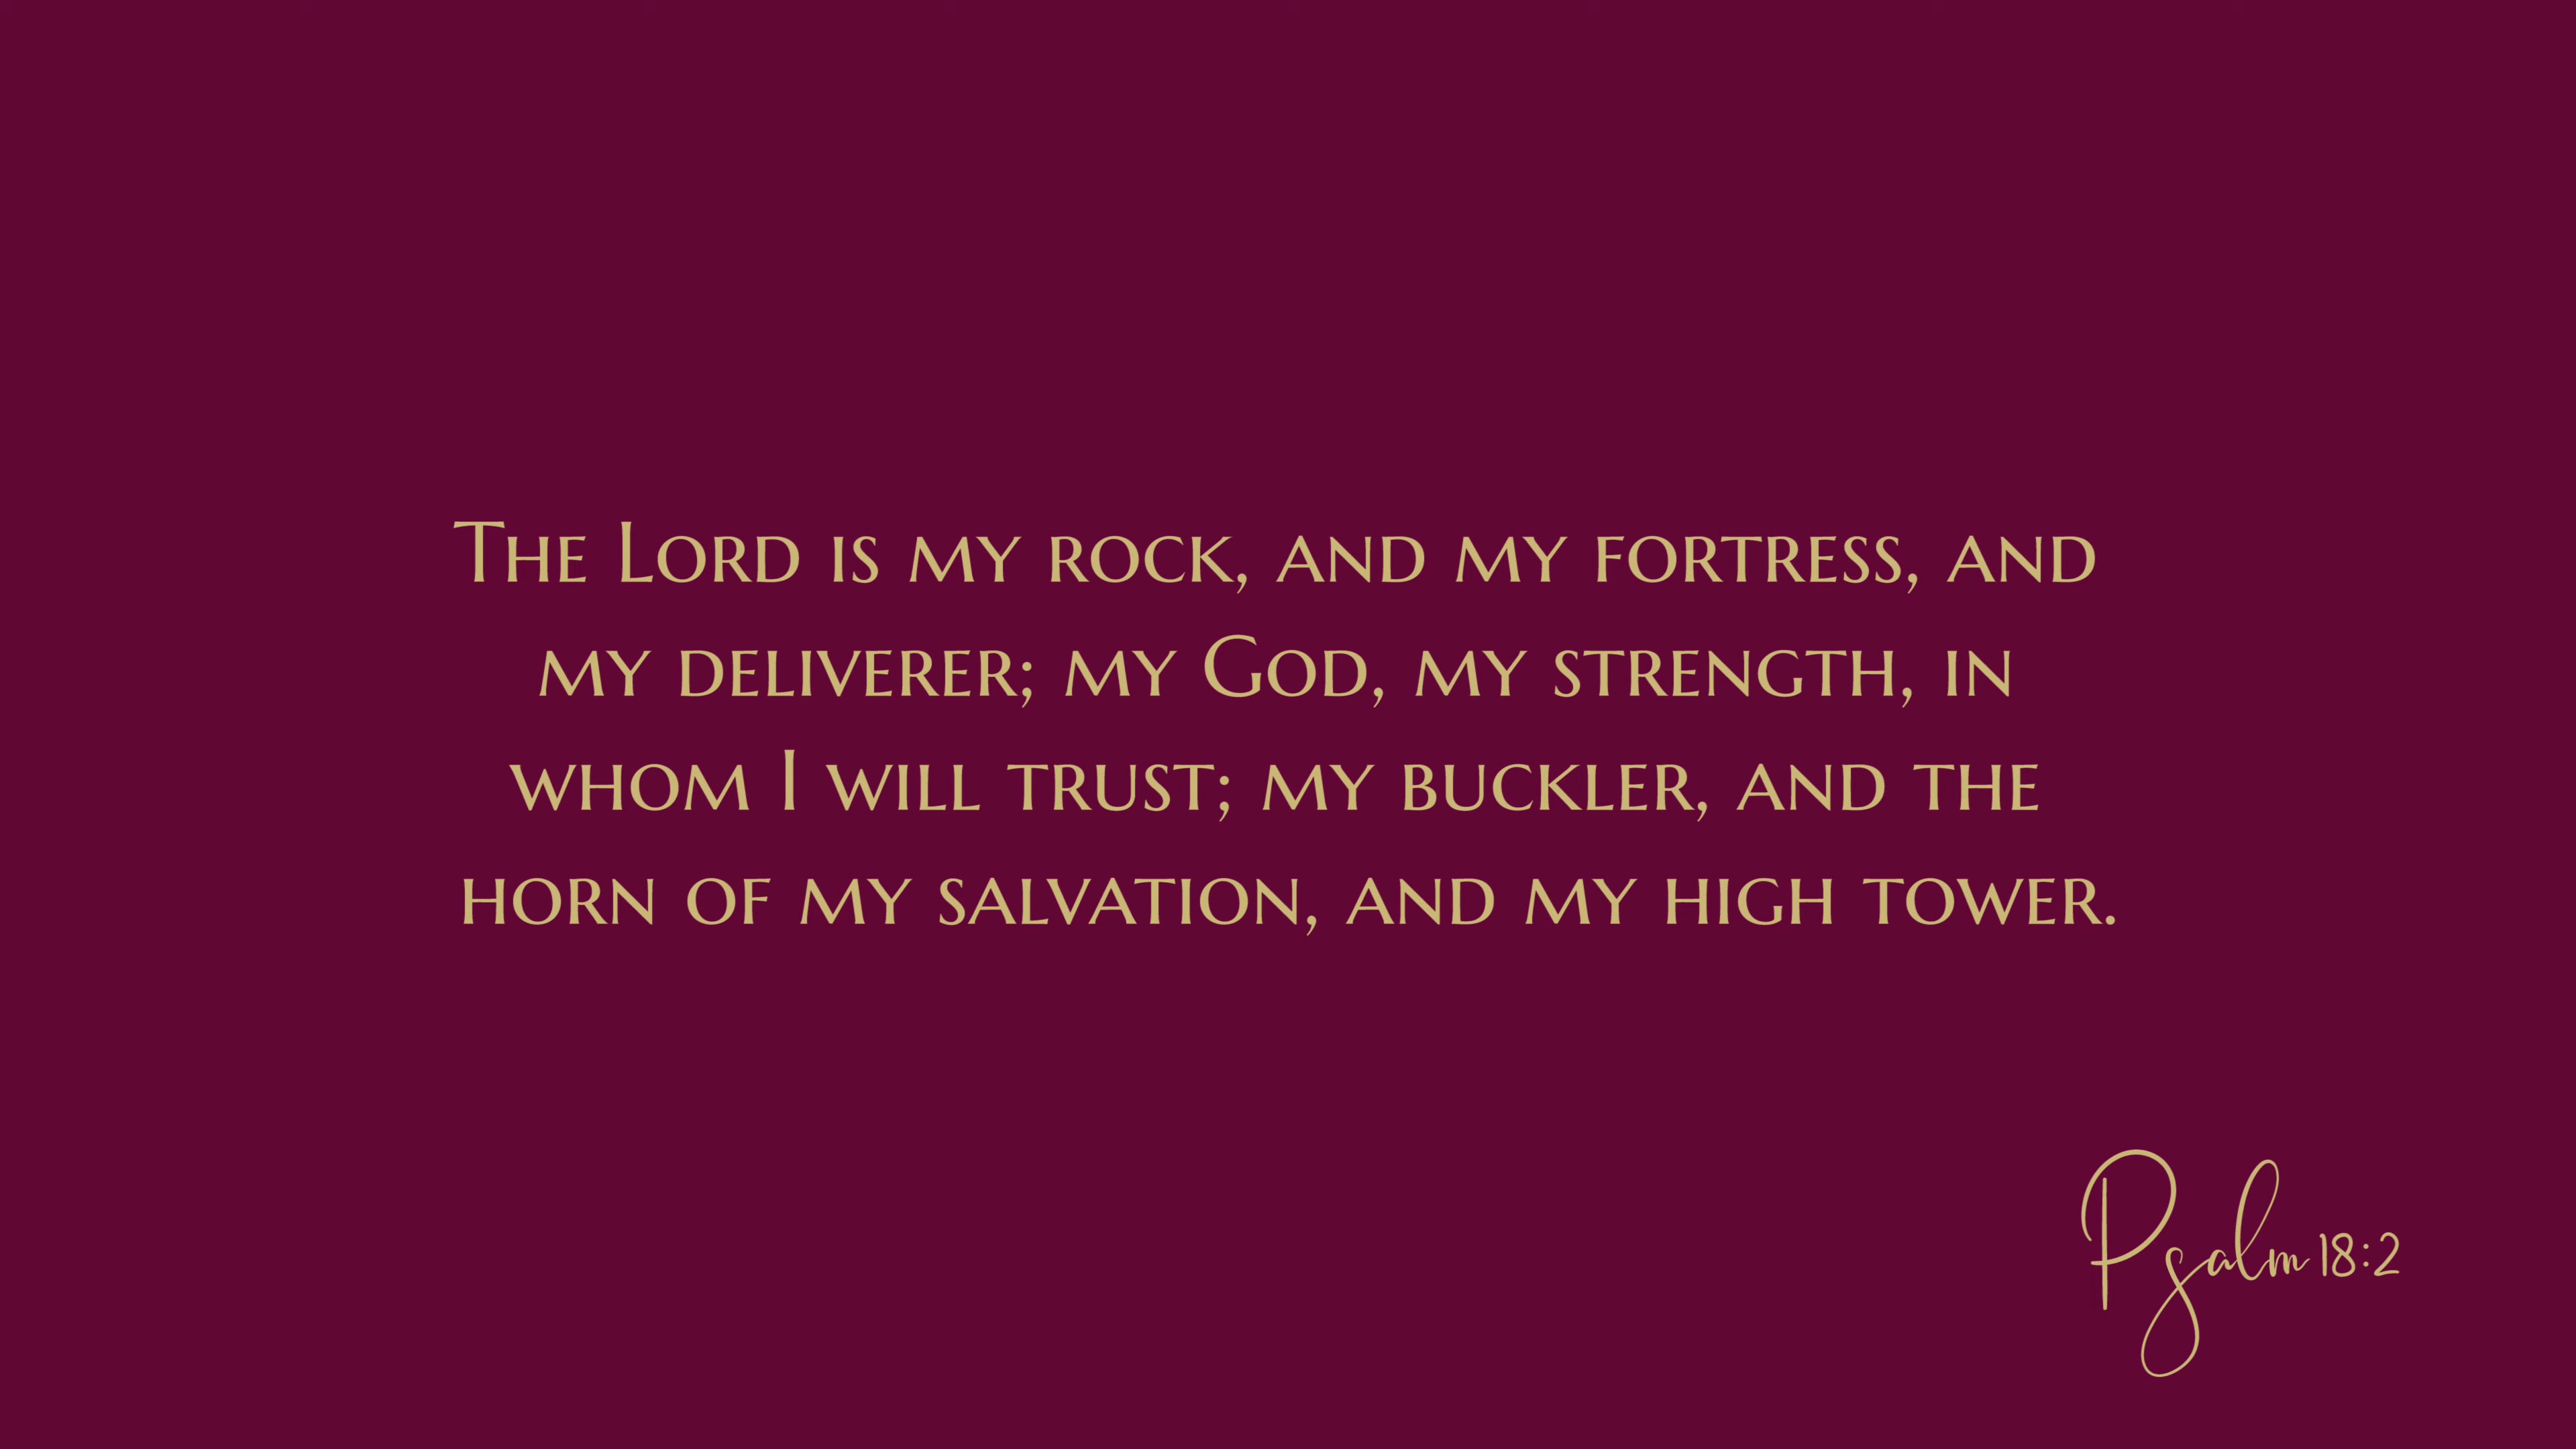 The Lord is my rock, and my fortress, and
my deliverer; my God, my strength, in
whom I will trust; my buckler, and the
horn of my salvation, and my high tower.
Psalm 18:2